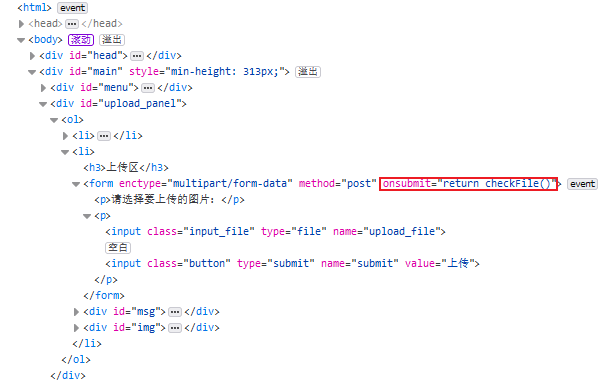 <html> event
<head> ••• </head>
<body> 滚动 溢出
<div id="head"> ••• </div>
<div id="main" style="min-height: 313px;"> 溢出
<div id="menu"> ••• </div>
<div id="upload_panel">
<ol>
<li> ••• </li>
<li>
<h3>上传区</h3>
<form enctype="multipart/form-data" method="post" onsubmit="return checkFile()"> event
<p>请选择要上传的图片：</p>
<p>
<input class="input_file" type="file" name="upload_file">
空白
<input class="button" type="submit" name="submit" value="上传">
</p>
</form>
<div id="msg"> ••• </div>
<div id="img"> ••• </div>
</li>
</ol>
</div>